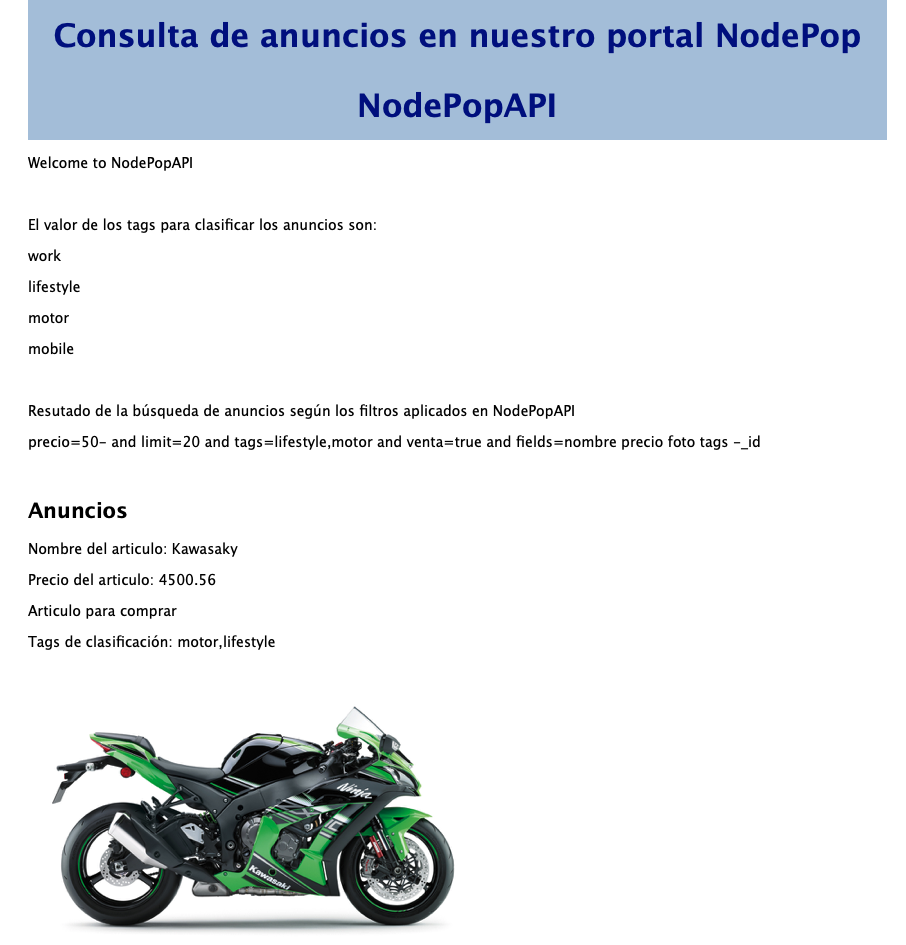 Consulta de anuncios en nuestro portal NodePop
NodePopAPI
Welcome to NodePopAPI
El valor de los tags para clasificar los anuncios son:
work
lifestyle
motor
mobile
Resutado de la búsqueda de anuncios según los filtros aplicados en NodePopAPI
precio=50- and limit=20 and tags=lifestyle,motor and venta=true and fields=nombre precio foto tags -_id
Anuncios
Nombre del articulo: Kawasaky
Precio del articulo: 4500.56
Articulo para comprar
Tags de clasificación: motor,lifestyle
Ninja
Kawasaki